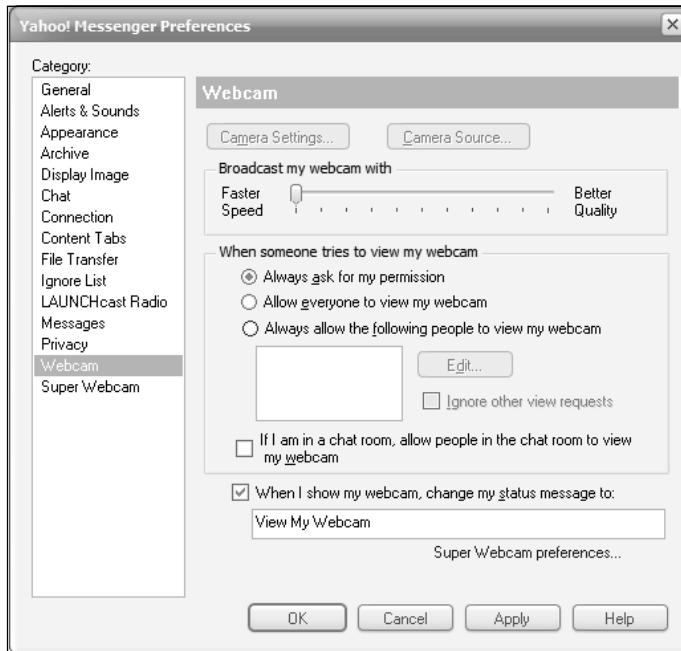 Yahoo! Messenger Preferences
Category:
General
Alerts & Sounds
Appearance
Archive
Display Image
Chat
Connection
Content Tabs
File Transfer
Ignore List
LAUNCHcast Radio
Messages
Privacy
Webcam
Super Webcam
Webcam
Camera Settings... Camera Source...
Broadcast my webcam with
Faster Better
Speed Quality
When someone tries to view my webcam
Always ask for my permission
Allow everyone to view my webcam
Always allow the following people to view my webcam
Edit...
Ignore other view requests
If I am in a chat room, allow people in the chat room to view
my webcam
When I show my webcam, change my status message to:
View My Webcam
Super Webcam preferences...
OK Cancel Apply Help